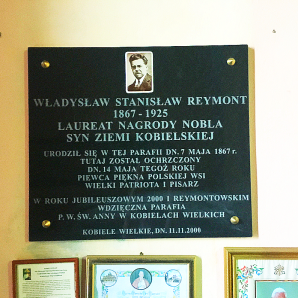 WŁADYSŁAW STANISŁAW REYMONT
1867 - 1925
LAUREAT NAGRODY NOBLA
SYN ZIEMI KOBIELSKIEJ
URODZIŁ SIĘ W TEJ PARAFII DN. 7 MAJA 1867 r.
TUTAJ ZOSTAŁ OCHRZCZONY
DN. 14 MAJA TEGOŻ ROKU
PIEWCA PIĘKNA POLSKIEJ WSI
WIELKI PATRIOTA I PISARZ
W ROKU JUBILEUSZOWYM 2000 I REYMONTOWSKIM
WDZIĘCZNA PARAFIA
P. W. ŚW. ANNY W KOBIELACH WIELKICH
KOBIELE WIELKIE, DN. 11.11.2000